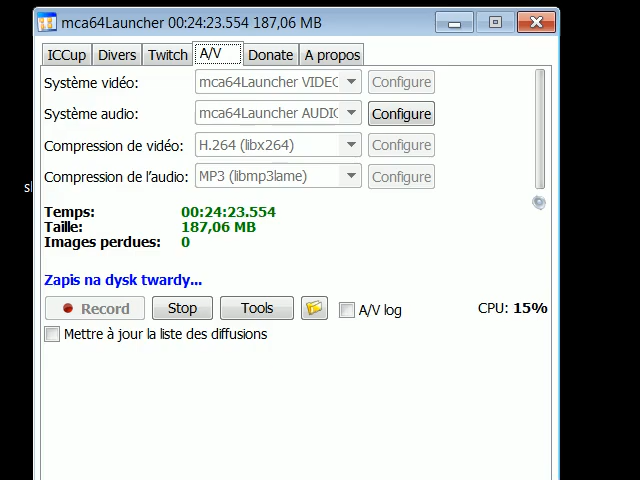 mca64Launcher 00:24:23.554 187,06 MB
ICCup Divers Twitch A/V Donate A propos
Système vidéo: mca64Launcher VIDEO Configure
Système audio: mca64Launcher AUDIO Configure
Compression de vidéo: H.264 (libx264) Configure
Compression de l'audio: MP3 (libmp3lame) Configure
Temps: 00:24:23.554
Taille: 187,06 MB
Images perdues: 0
Zapis na dysk twardy...
Record Stop Tools A/V log CPU: 15%
Mettre à jour la liste des diffusions